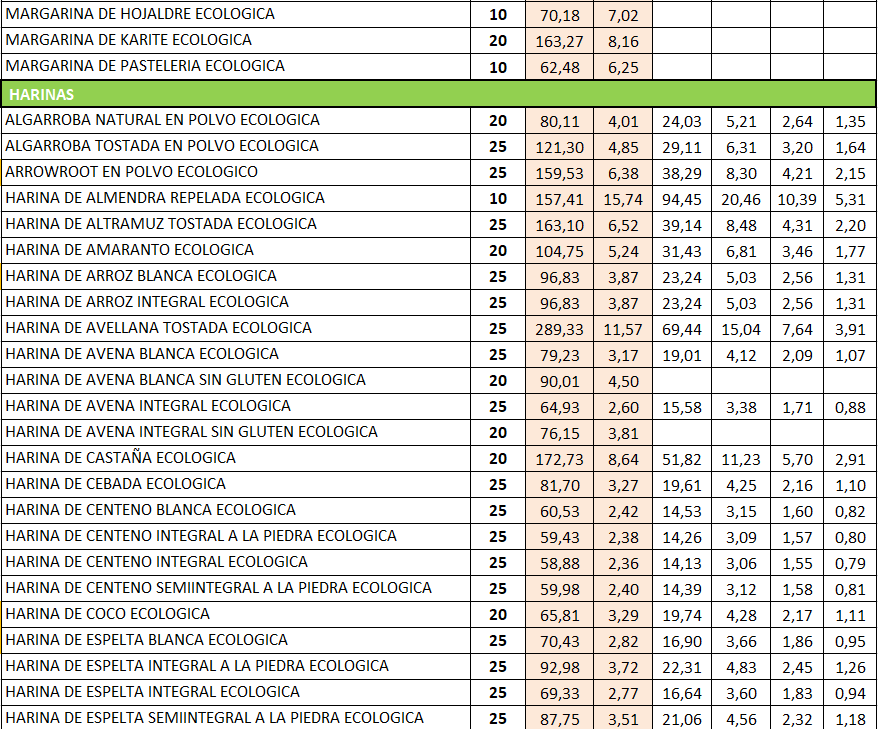 MARGARINA DE HOJALDRE ECOLOGICA 10 70,18 7,02
MARGARINA DE KARITE ECOLOGICA 20 163,27 8,16
MARGARINA DE PASTELERIA ECOLOGICA 10 62,48 6,25
HARINAS
ALGARROBA NATURAL EN POLVO ECOLOGICA 20 80,11 4,01 24,03 5,21 2,64 1,35
ALGARROBA TOSTADA EN POLVO ECOLOGICA 25 121,30 4,85 29,11 6,31 3,20 1,64
ARROWROOT EN POLVO ECOLOGICO 25 159,53 6,38 38,29 8,30 4,21 2,15
HARINA DE ALMENDRA REPELADA ECOLOGICA 10 157,41 15,74 94,45 20,46 10,39 5,31
HARINA DE ALTRAMUZ TOSTADA ECOLOGICA 25 163,10 6,52 39,14 8,48 4,31 2,20
HARINA DE AMARANTO ECOLOGICA 20 104,75 5,24 31,43 6,81 3,46 1,77
HARINA DE ARROZ BLANCA ECOLOGICA 25 96,83 3,87 23,24 5,03 2,56 1,31
HARINA DE ARROZ INTEGRAL ECOLOGICA 25 96,83 3,87 23,24 5,03 2,56 1,31
HARINA DE AVELLANA TOSTADA ECOLOGICA 25 289,33 11,57 69,44 15,04 7,64 3,91
HARINA DE AVENA BLANCA ECOLOGICA 25 79,23 3,17 19,01 4,12 2,09 1,07
HARINA DE AVENA BLANCA SIN GLUTEN ECOLOGICA 20 90,01 4,50
HARINA DE AVENA INTEGRAL ECOLOGICA 25 64,93 2,60 15,58 3,38 1,71 0,88
HARINA DE AVENA INTEGRAL SIN GLUTEN ECOLOGICA 20 76,15 3,81
HARINA DE CASTAÑA ECOLOGICA 20 172,73 8,64 51,82 11,23 5,70 2,91
HARINA DE CEBADA ECOLOGICA 25 81,70 3,27 19,61 4,25 2,16 1,10
HARINA DE CENTENO BLANCA ECOLOGICA 25 60,53 2,42 14,53 3,15 1,60 0,82
HARINA DE CENTENO INTEGRAL A LA PIEDRA ECOLOGICA 25 59,43 2,38 14,26 3,09 1,57 0,80
HARINA DE CENTENO INTEGRAL ECOLOGICA 25 58,88 2,36 14,13 3,06 1,55 0,79
HARINA DE CENTENO SEMIINTEGRAL A LA PIEDRA ECOLOGICA 25 59,98 2,40 14,39 3,12 1,58 0,81
HARINA DE COCO ECOLOGICA 20 65,81 3,29 19,74 4,28 2,17 1,11
HARINA DE ESPELTA BLANCA ECOLOGICA 25 70,43 2,82 16,90 3,66 1,86 0,95
HARINA DE ESPELTA INTEGRAL A LA PIEDRA ECOLOGICA 25 92,98 3,72 22,31 4,83 2,45 1,26
HARINA DE ESPELTA INTEGRAL ECOLOGICA 25 69,33 2,77 16,64 3,60 1,83 0,94
HARINA DE ESPELTA SEMIINTEGRAL A LA PIEDRA ECOLOGICA 25 87,75 3,51 21,06 4,56 2,32 1,18